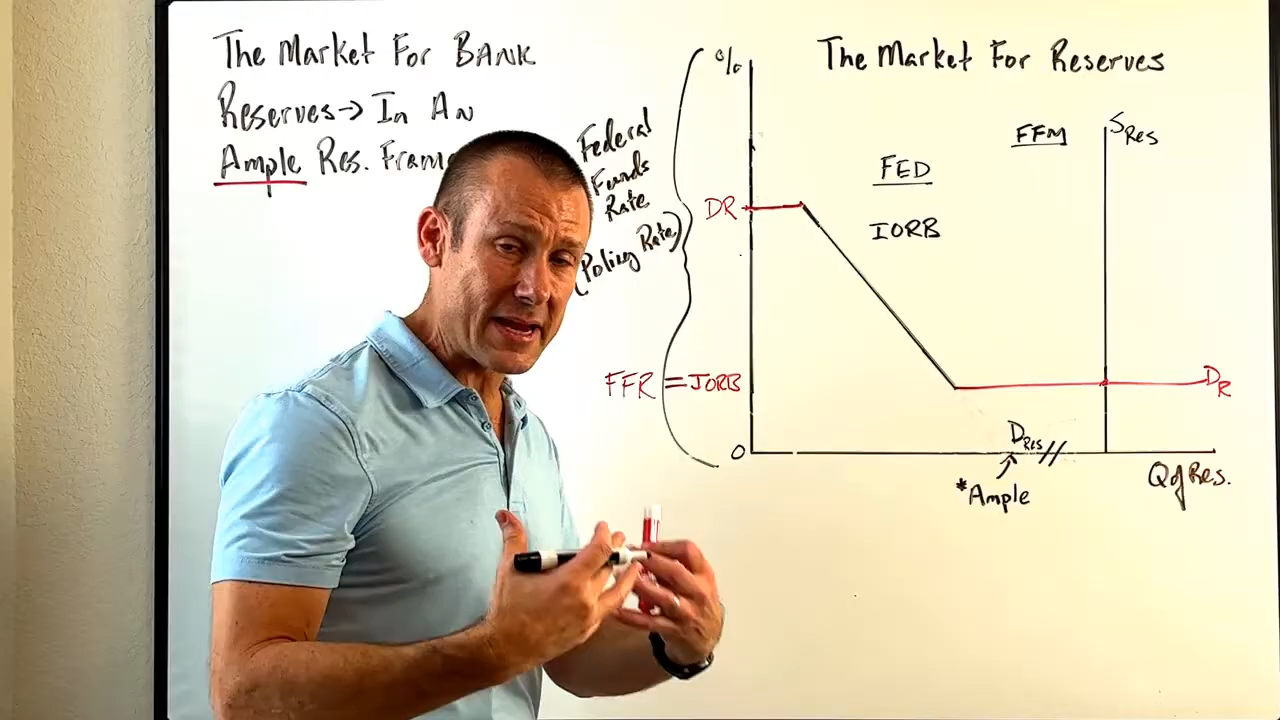 The Market For Bank
Reserves → In An
Ample Res. Fram
The Market For Reserves
%
Federal
Funds
Rate
(Policy Rate)
DR
FFR = IORB
0
FED
IORB
FFM
SRes
DR
DRes
*Ample
Q of Res.